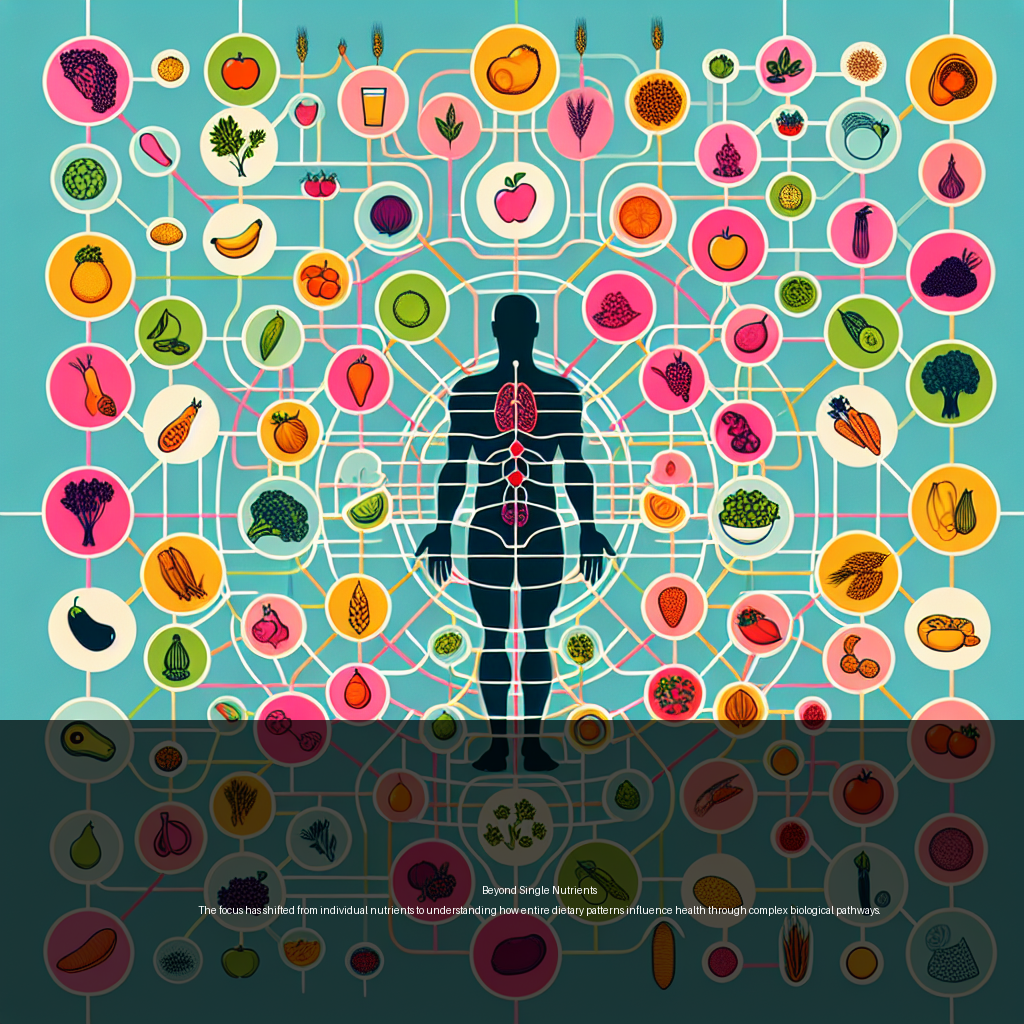 Beyond Single Nutrients
The focus has shifted from individual nutrients to understanding how entire dietary patterns influence health through complex biological pathways.